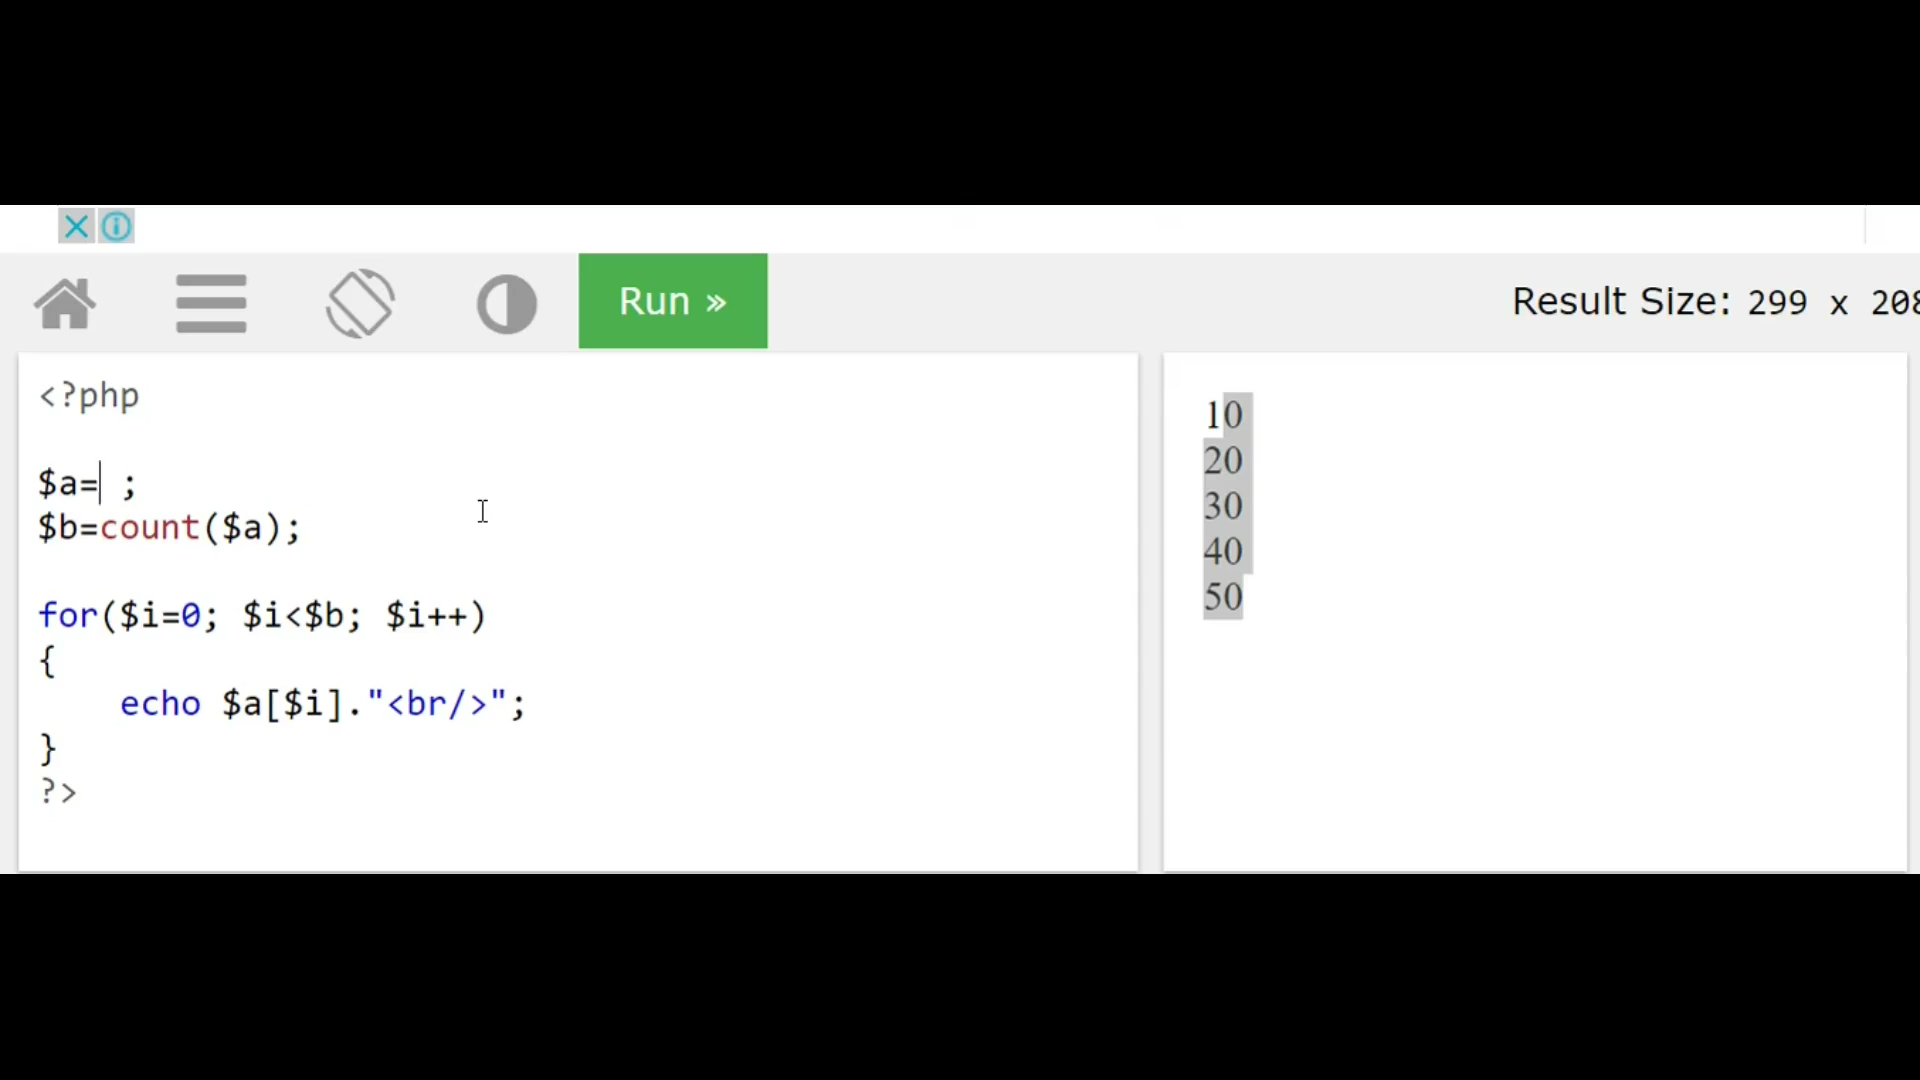 Run »
Result Size: 299 x 208
<?php
$a= ;
$b=count($a);
for($i=0; $i<$b; $i++)
{
echo $a[$i]."<br/>";
}
?>
10
20
30
40
50